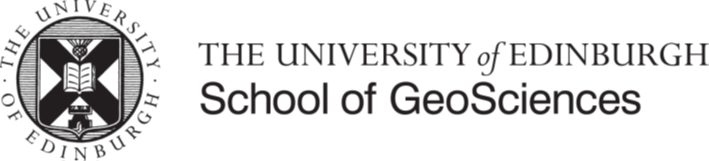 THE UNIVERSITY OF EDINBURGH
THE UNIVERSITY of EDINBURGH
School of GeoSciences